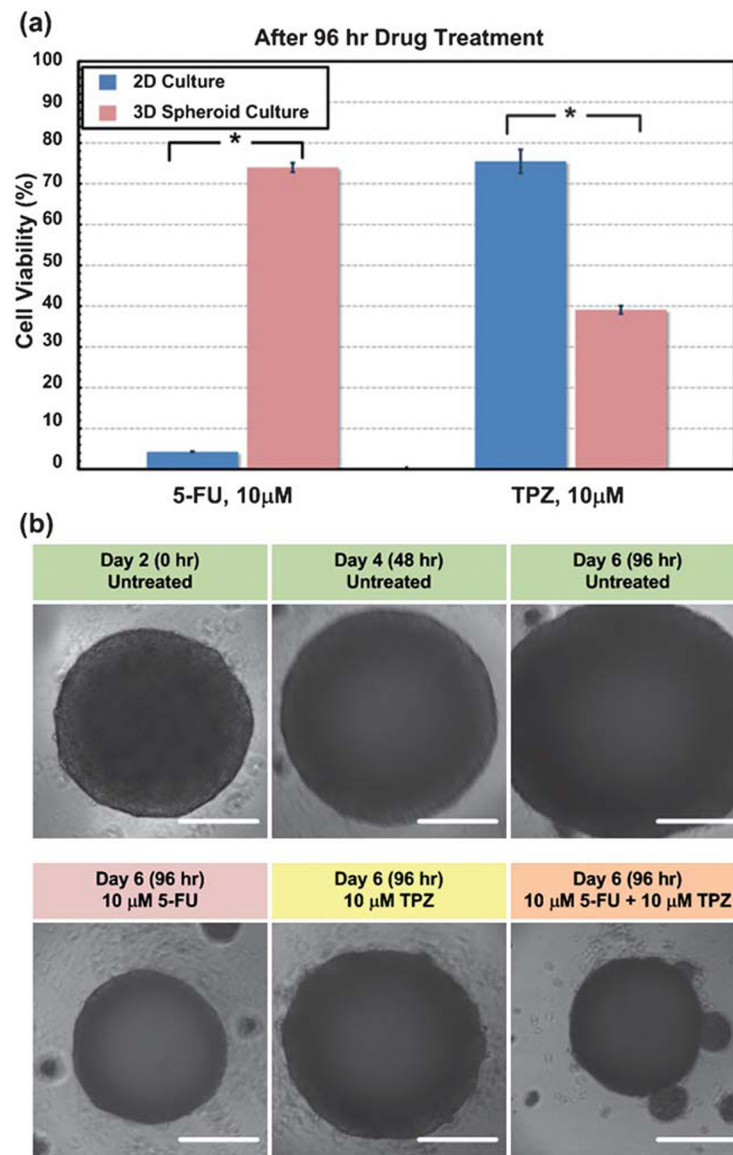 (a)
After 96 hr Drug Treatment
2D Culture
3D Spheroid Culture
*
*
Cell Viability (%)
100
90
80
70
60
50
40
30
20
10
0
5-FU, 10μM
TPZ, 10μM
(b)
Day 2 (0 hr)
Untreated
Day 4 (48 hr)
Untreated
Day 6 (96 hr)
Untreated
Day 6 (96 hr)
10 μM 5-FU
Day 6 (96 hr)
10 μM TPZ
Day 6 (96 hr)
10 μM 5-FU + 10 μM TPZ